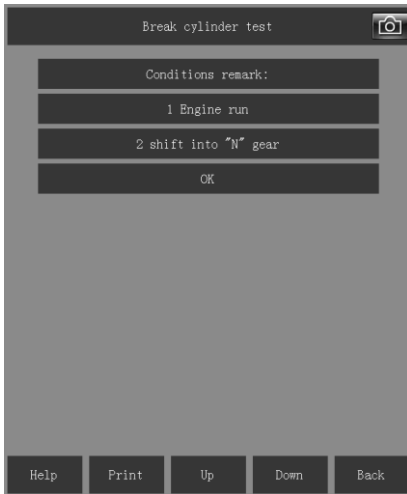 Break cylinder test
Conditions remark:
1 Engine run
2 shift into "N" gear
OK
Help Print Up Down Back